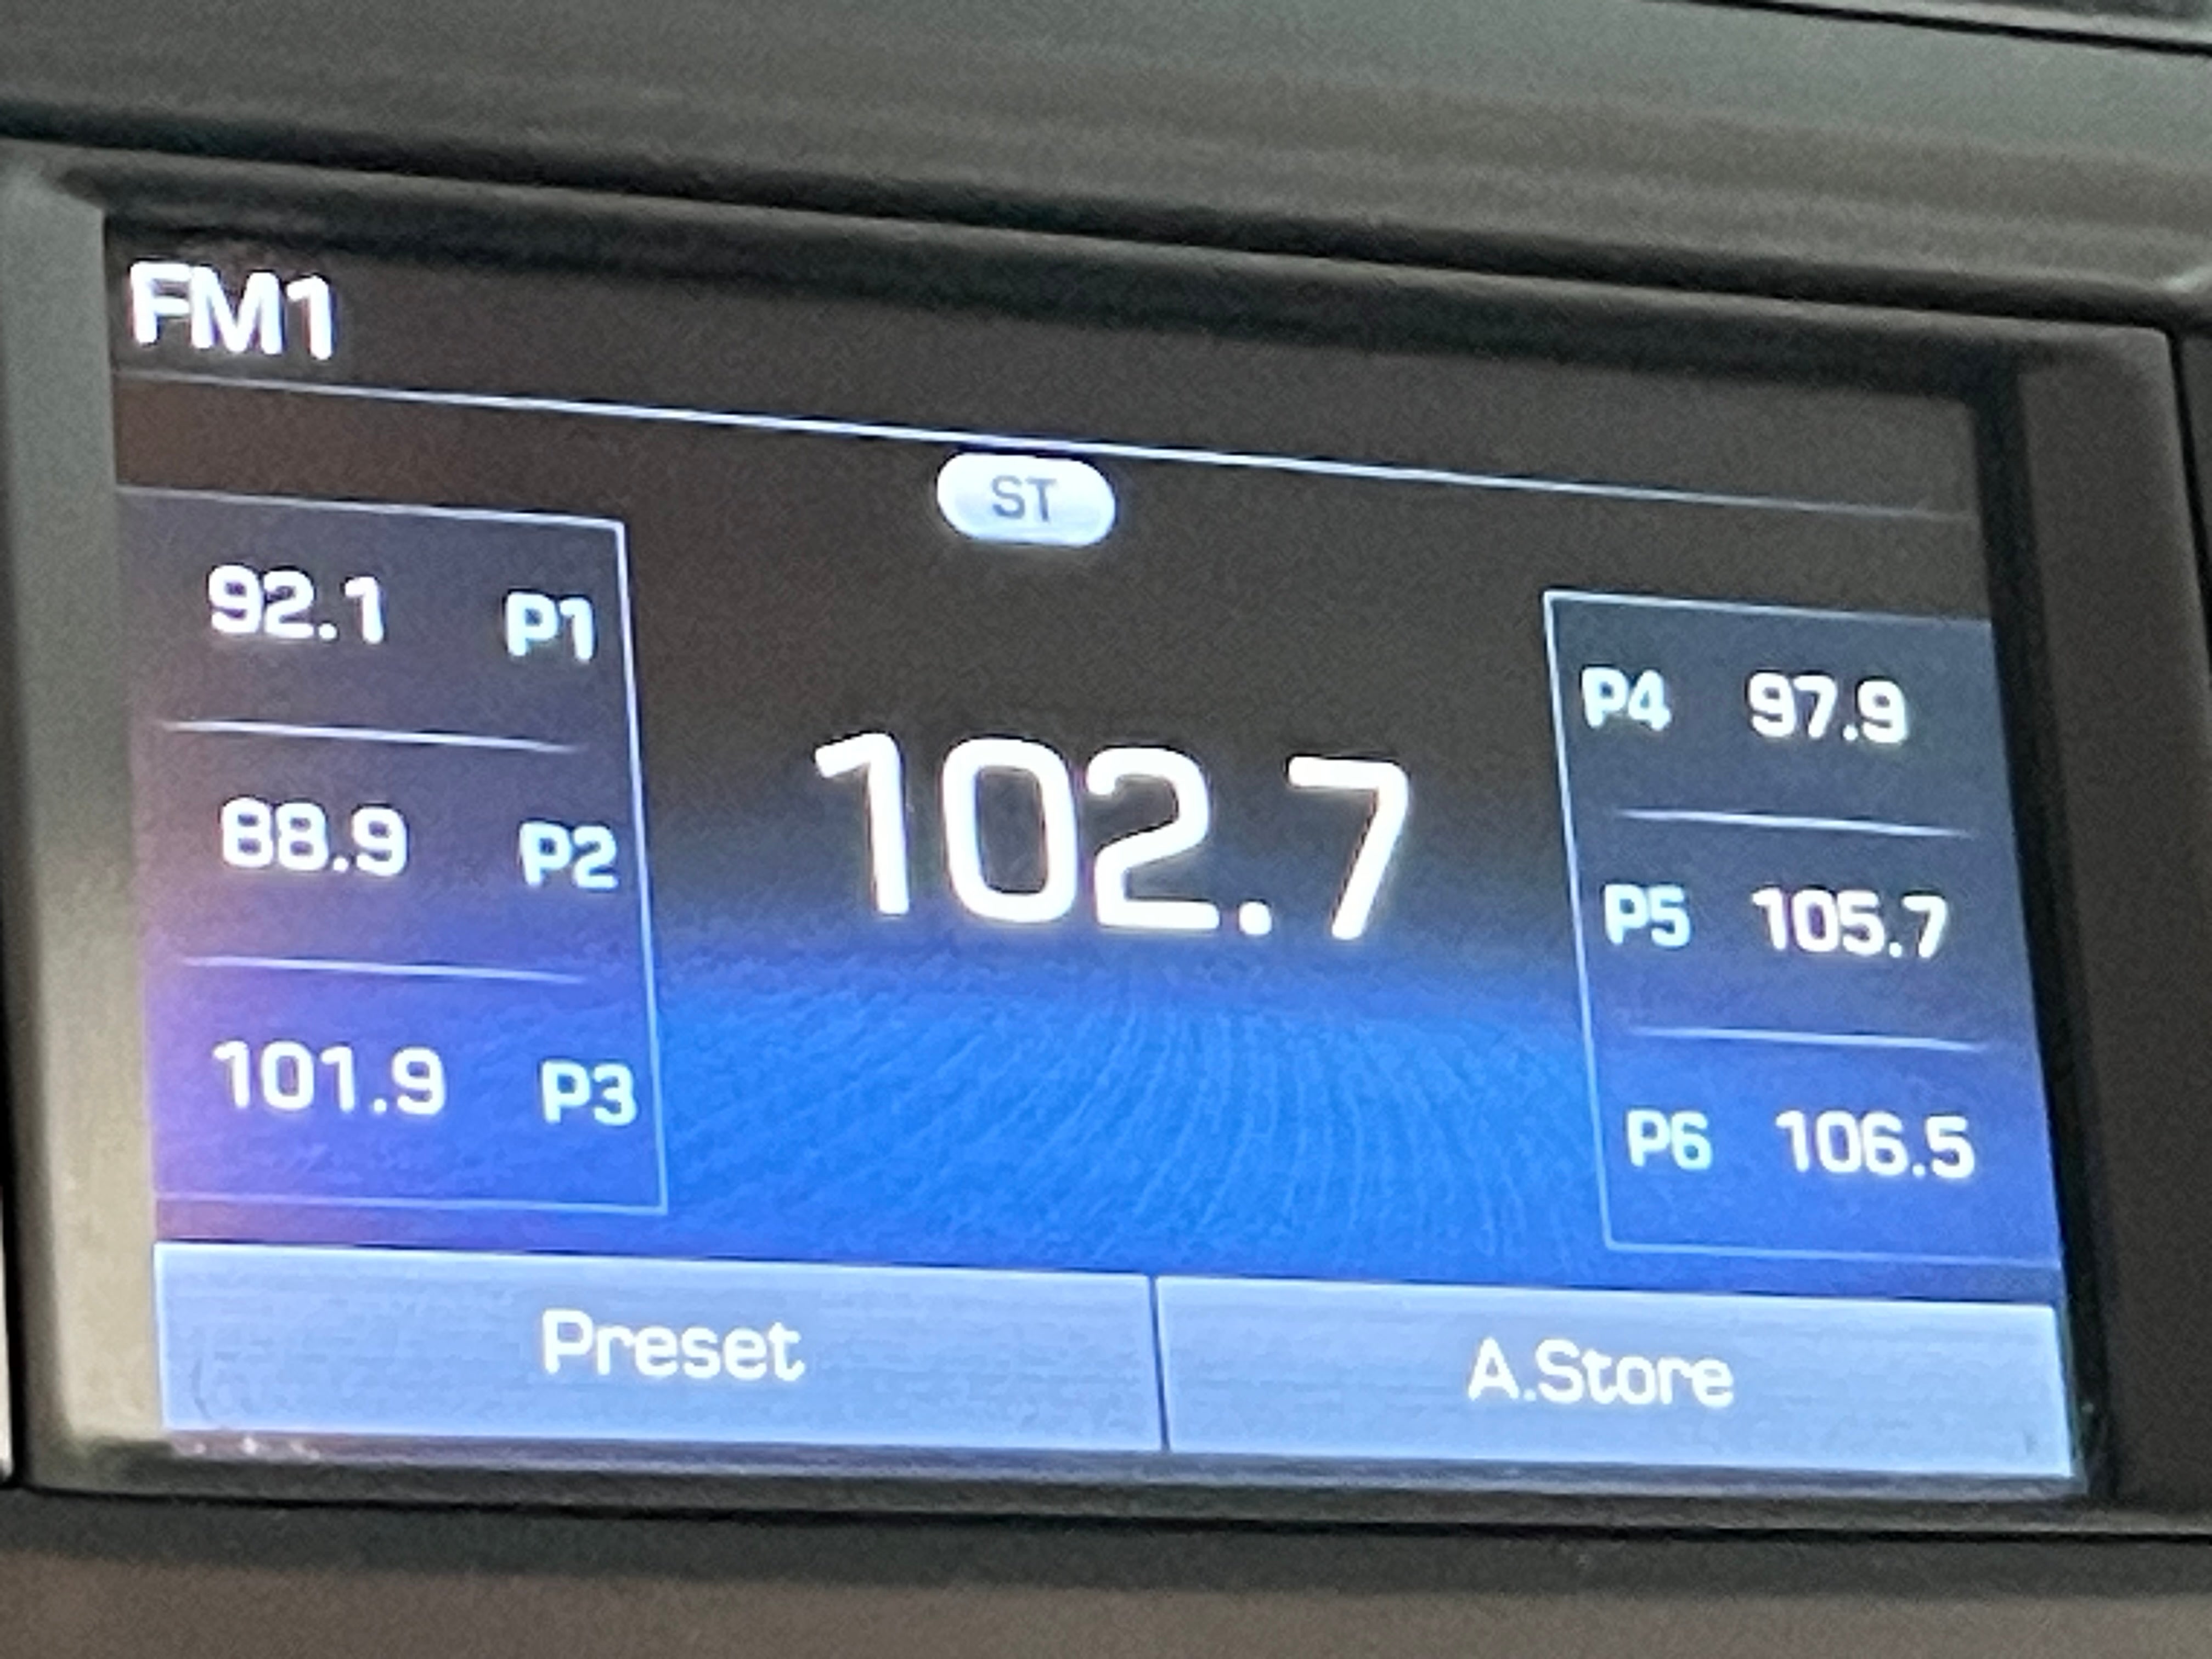 FM1
ST
92.1 P1
88.9 P2
101.9 P3
102.7
P4 97.9
P5 105.7
P6 106.5
Preset
A.Store